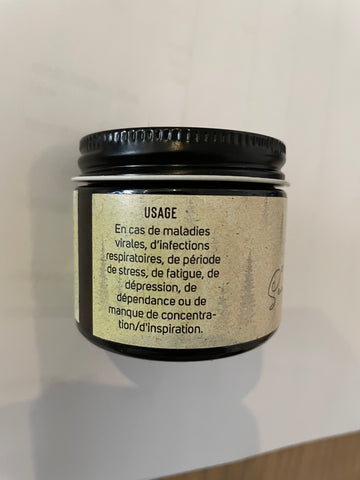 USAGE
En cas de maladies
virales, d'infections
respiratoires, de période
de stress, de fatigue, de
dépression, de
dépendance ou de
manque de concentra-
tion/d'inspiration.